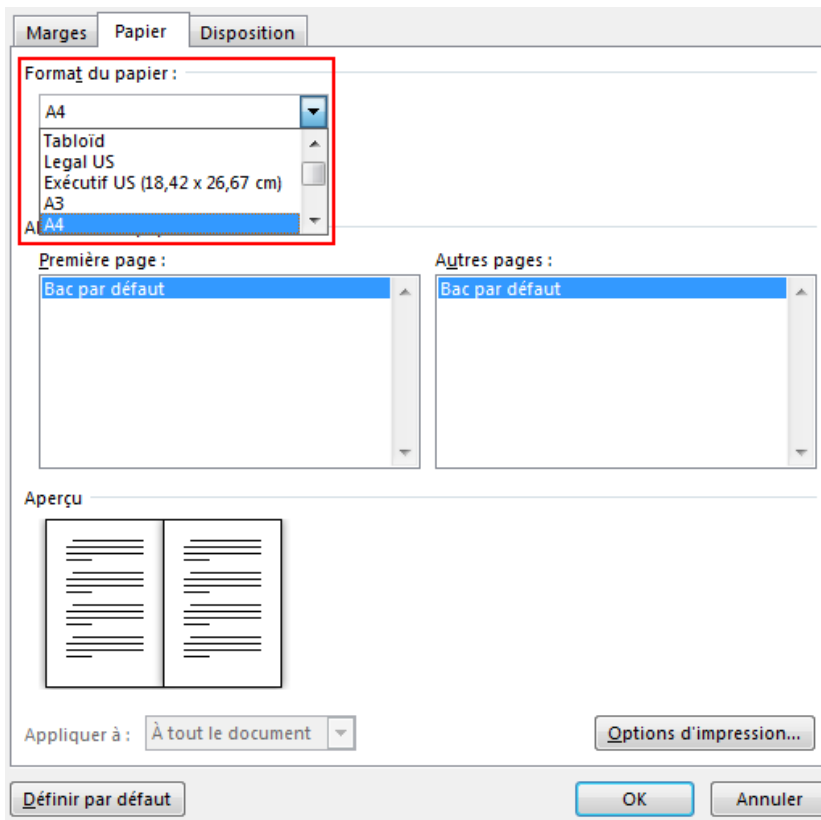 Marges Papier Disposition
Format du papier :
A4
Tabloïd
Legal US
Exécutif US (18,42 x 26,67 cm)
A3
A4
Première page :
Bac par défaut
Autres pages :
Bac par défaut
Aperçu
Appliquer à : À tout le document
Options d'impression...
Définir par défaut OK Annuler